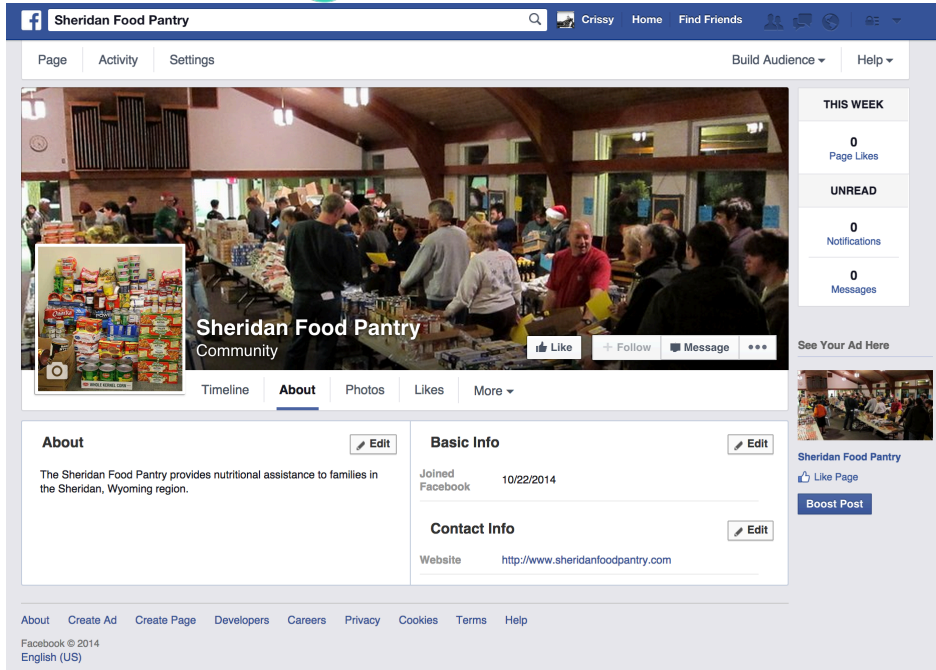 f Sheridan Food Pantry Crissy Home Find Friends
Page Activity Settings Build Audience Help
THIS WEEK
0
Page Likes
UNREAD
0
Notifications
0
Messages
Sheridan Food Pantry
Community
Like + Follow Message •••
WHOLE KERNEL CORN
Timeline About Photos Likes More
See Your Ad Here
Sheridan Food Pantry
Like Page
Boost Post
About Edit
The Sheridan Food Pantry provides nutritional assistance to families in
the Sheridan, Wyoming region.
Basic Info Edit
Joined
Facebook 10/22/2014
Contact Info Edit
Website http://www.sheridanfoodpantry.com
About Create Ad Create Page Developers Careers Privacy Cookies Terms Help
Facebook © 2014
English (US)